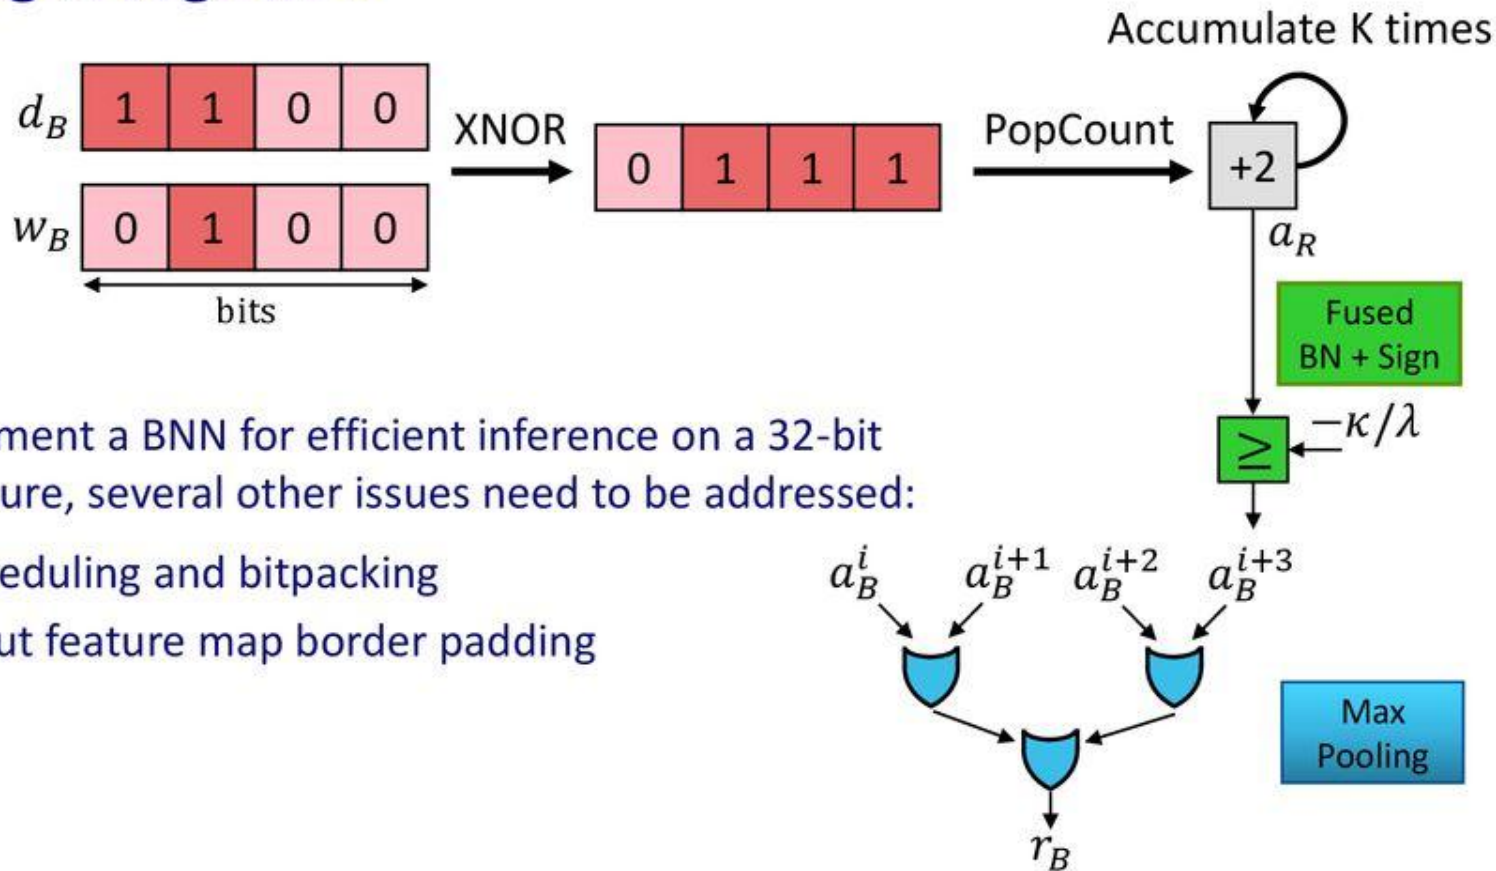 Accumulate K times
d_B 1 1 0 0
XNOR
0 1 1 1
PopCount
+2
w_B 0 1 0 0
bits
a_R
Fused
BN + Sign
−κ/λ
≥
ment a BNN for efficient inference on a 32-bit
ure, several other issues need to be addressed:
eduling and bitpacking
ut feature map border padding
a_B^i a_B^{i+1} a_B^{i+2} a_B^{i+3}
Max
Pooling
r_B